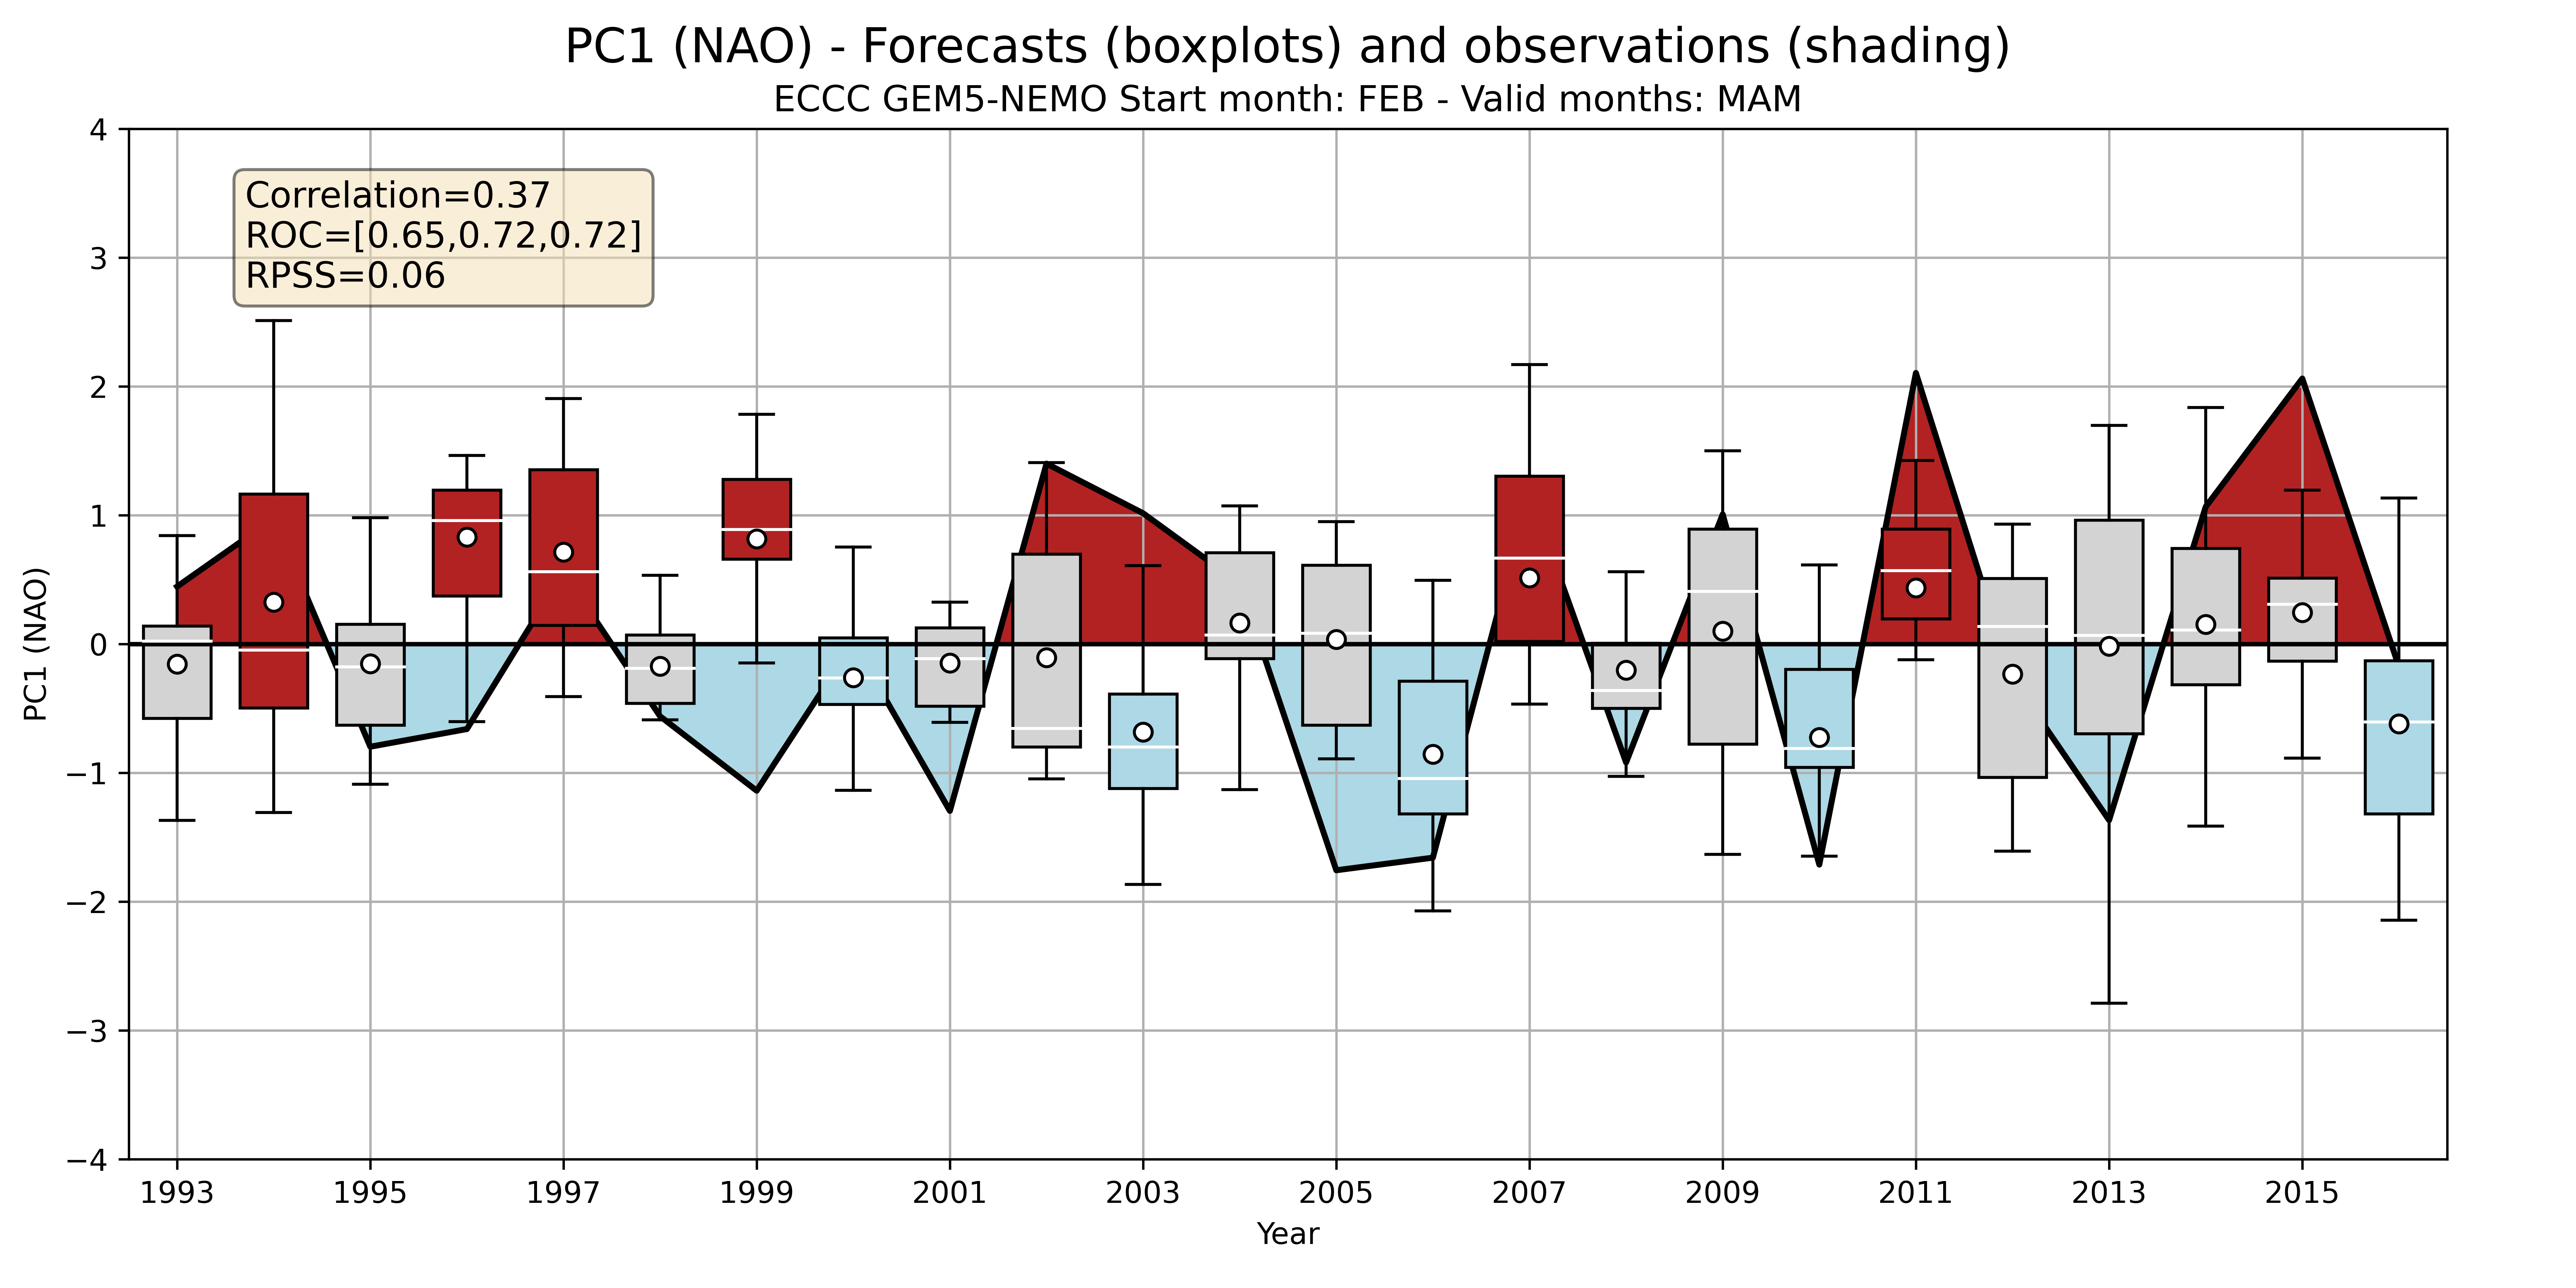 PC1 (NAO) - Forecasts (boxplots) and observations (shading)
ECCC GEM5-NEMO Start month: FEB - Valid months: MAM
Correlation=0.37
ROC=[0.65,0.72,0.72]
RPSS=0.06
PC1 (NAO)
4
3
2
1
0
−1
−2
−3
−4
1993 1995 1997 1999 2001 2003 2005 2007 2009 2011 2013 2015
Year